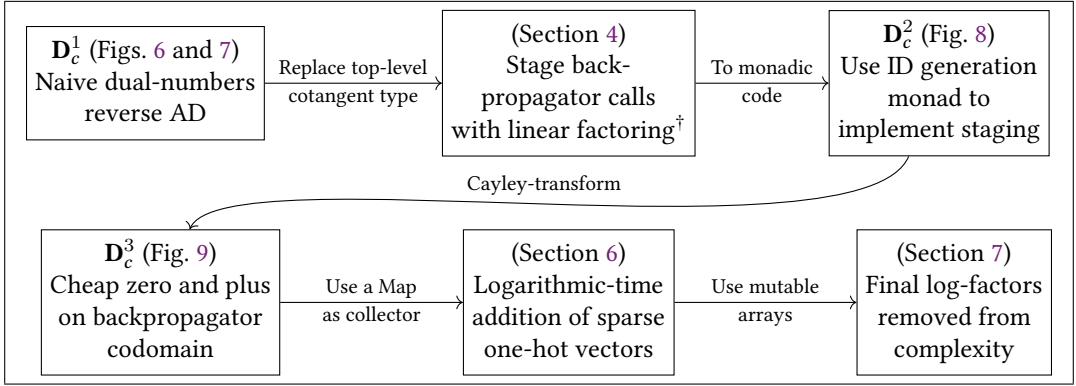 D¹_c (Figs. 6 and 7)
Naive dual-numbers
reverse AD
Replace top-level
cotangent type
(Section 4)
Stage back-
propagator calls
with linear factoring†
To monadic
code
D²_c (Fig. 8)
Use ID generation
monad to
implement staging
Cayley-transform
D³_c (Fig. 9)
Cheap zero and plus
on backpropagator
codomain
Use a Map
as collector
(Section 6)
Logarithmic-time
addition of sparse
one-hot vectors
Use mutable
arrays
(Section 7)
Final log-factors
removed from
complexity